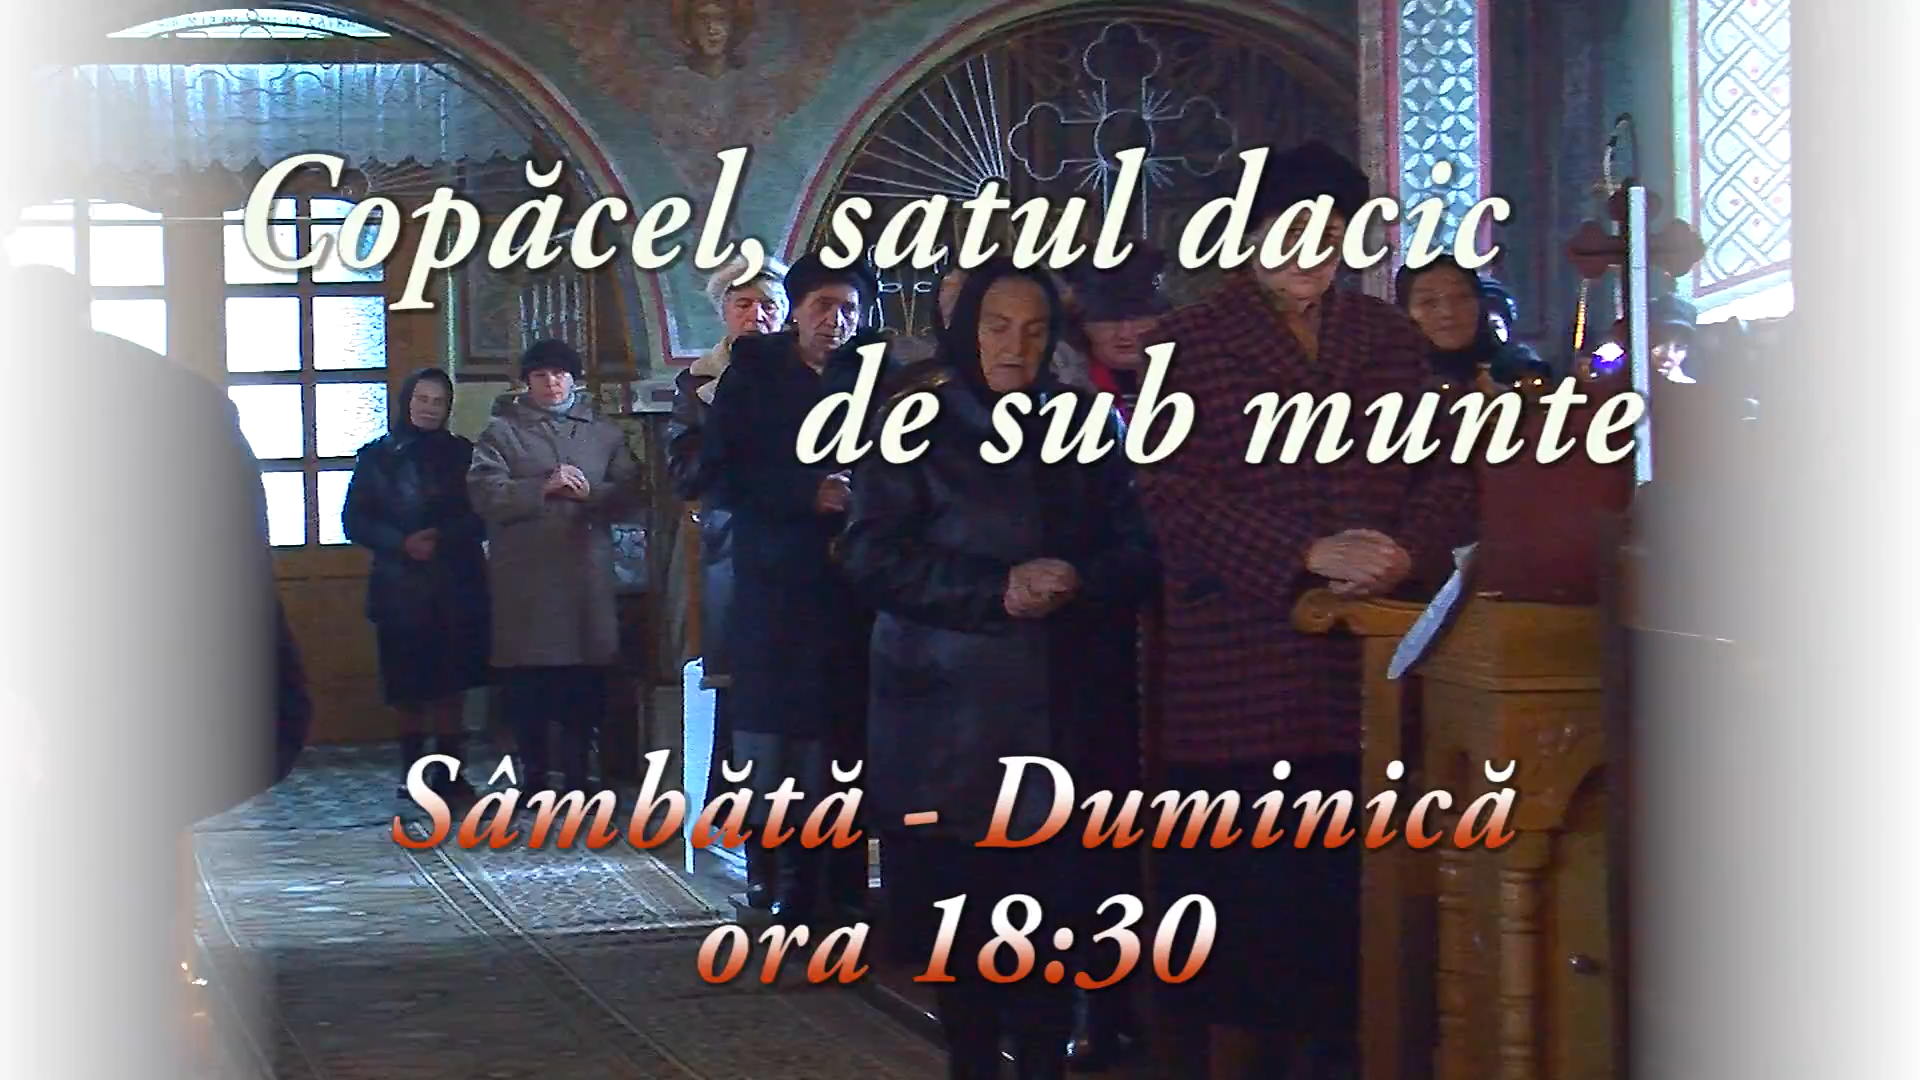 Copăcel, satul dacic
de sub munte
Sâmbătă - Duminică
ora 18:30